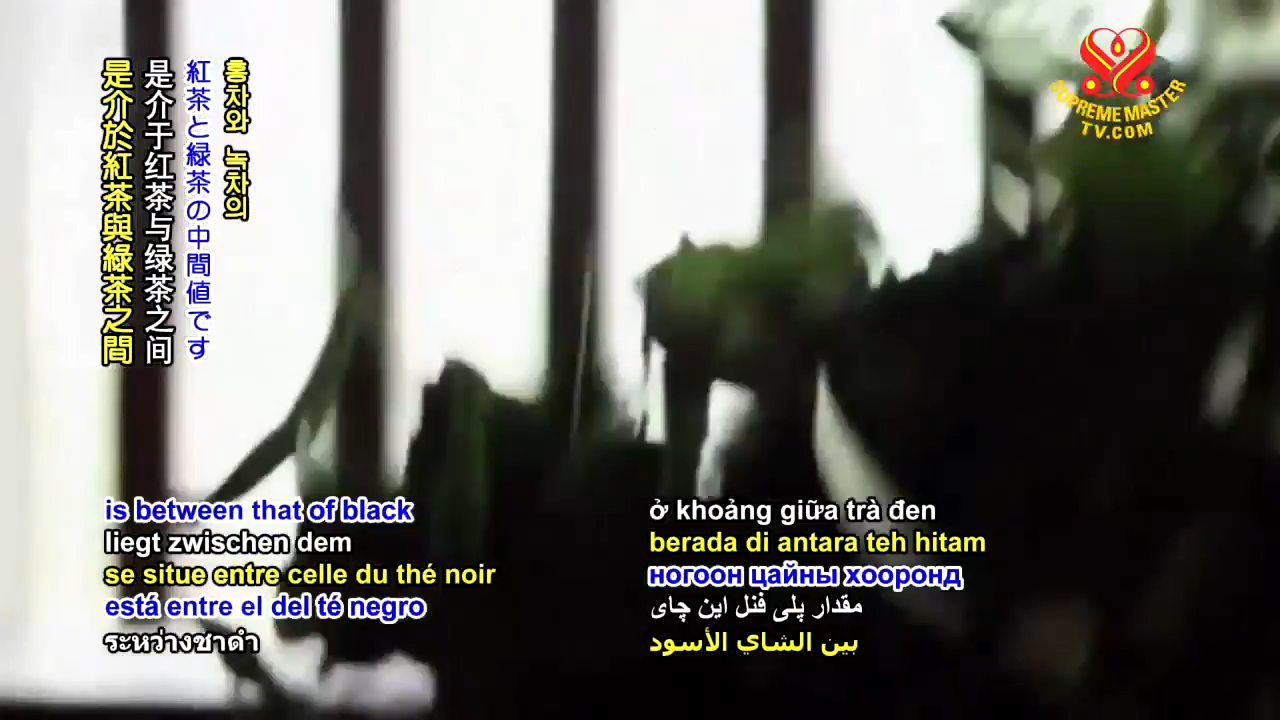 是介於紅茶與綠茶之間
是介于红茶与绿茶之间
紅茶と緑茶の中間値です
홍차와 녹차의
SUPREME MASTER
TV.COM
is between that of black
liegt zwischen dem
se situe entre celle du thé noir
está entre el del té negro
ระหว่างชาดำ
ở khoảng giữa trà đen
berada di antara teh hitam
ногоон цайны хооронд
مقدار پلی فنل این چای
بين الشاي الأسود